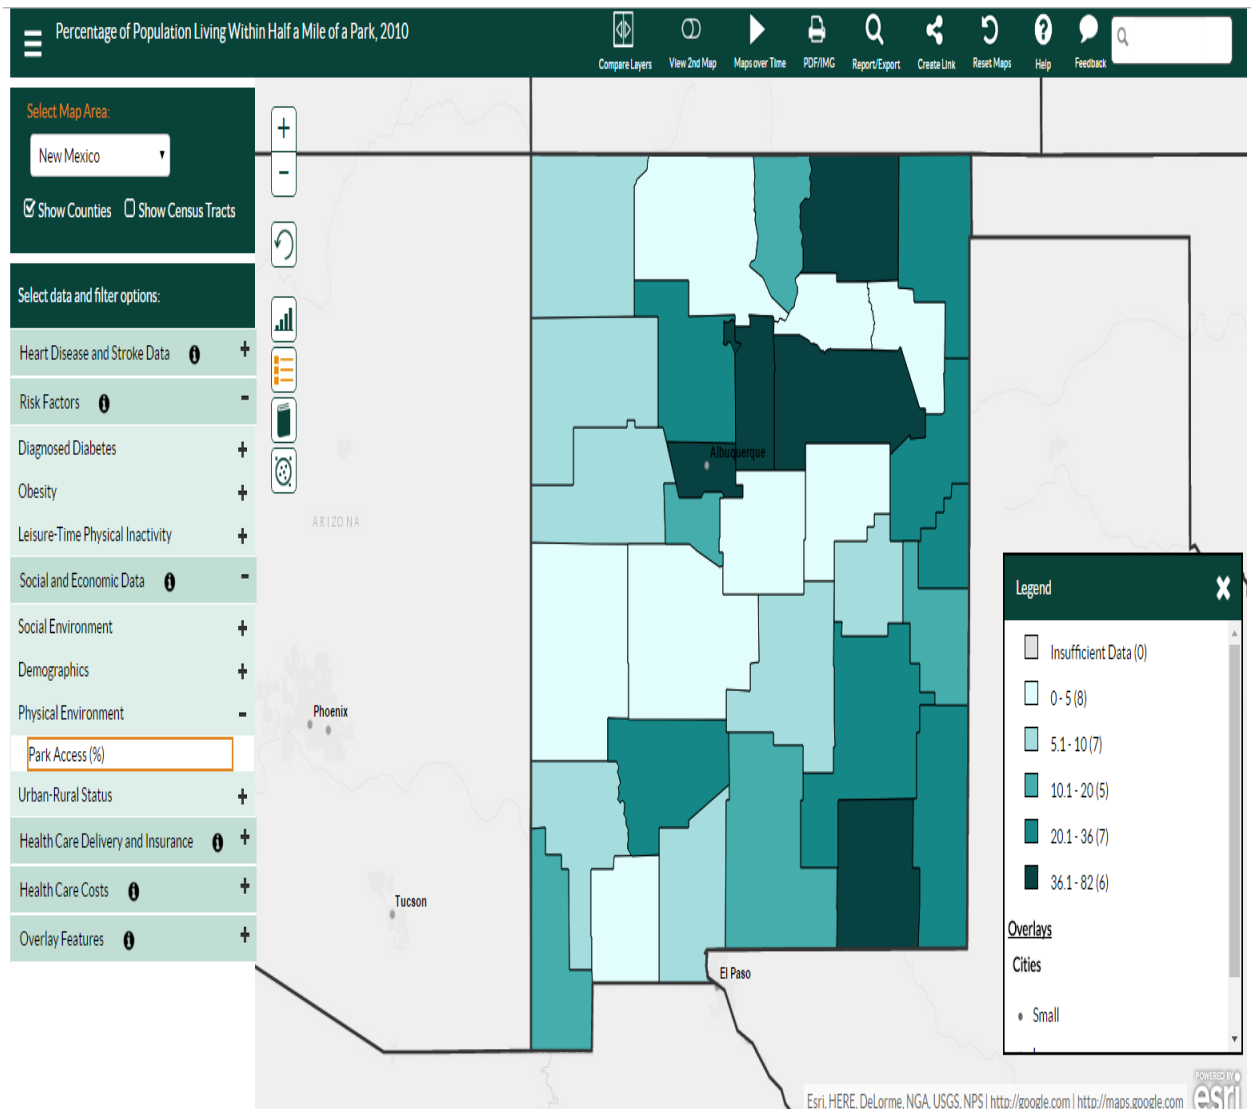 Percentage of Population Living Within Half a Mile of a Park, 2010
Compare Layers
View 2nd Map
Maps over Time
PDF/IMG
Report/Export
Create Link
Reset Maps
Help
Feedback
Select Map Area:
New Mexico
Show Counties
Show Census Tracts
Select data and filter options:
Heart Disease and Stroke Data
Risk Factors
Diagnosed Diabetes
Obesity
Leisure-Time Physical Inactivity
Social and Economic Data
Social Environment
Demographics
Physical Environment
Park Access (%)
Urban-Rural Status
Health Care Delivery and Insurance
Health Care Costs
Overlay Features
ARIZONA
Phoenix
Tucson
Albuquerque
El Paso
Legend
Insufficient Data (0)
0 - 5 (8)
5.1 - 10 (7)
10.1 - 20 (5)
20.1 - 36 (7)
36.1 - 82 (6)
Overlays
Cities
Small
Esri, HERE, DeLorme, NGA, USGS, NPS | http://google.com | http://maps.google.com
POWERED BY
esri